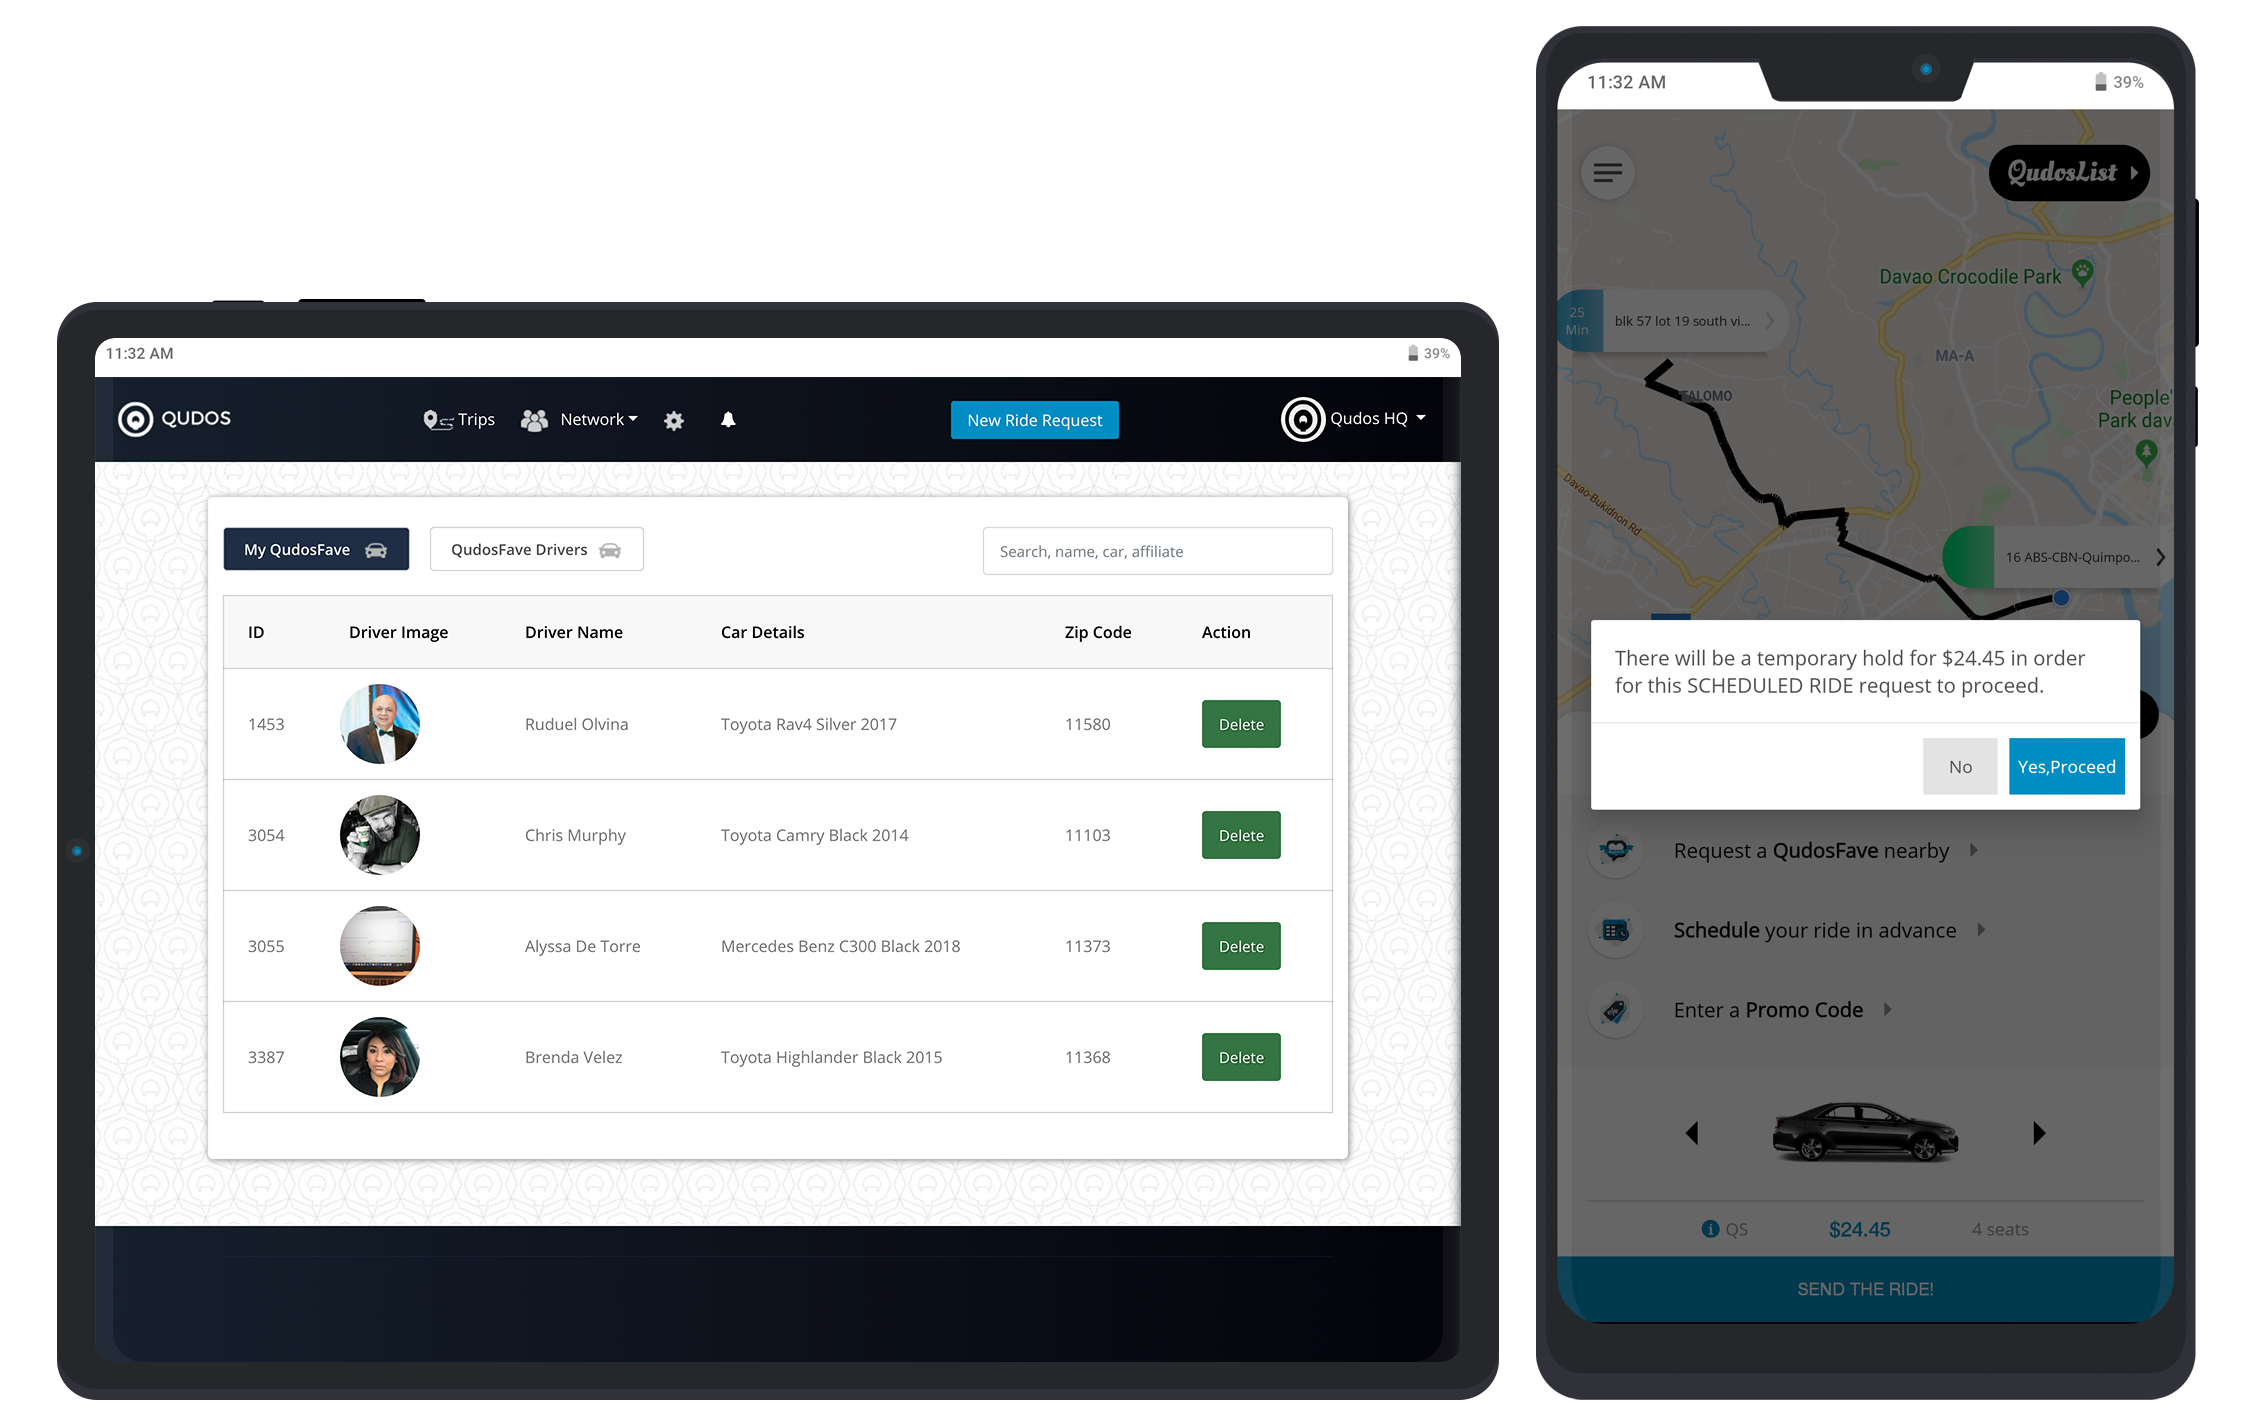 11:32 AM
39%
QUDOS
Trips
Network
New Ride Request
Qudos HQ
My QudosFave
QudosFave Drivers
Search, name, car, affiliate
ID Driver Image Driver Name Car Details Zip Code Action
1453 Ruduel Olvina Toyota Rav4 Silver 2017 11580 Delete
3054 Chris Murphy Toyota Camry Black 2014 11103 Delete
3055 Alyssa De Torre Mercedes Benz C300 Black 2018 11373 Delete
3387 Brenda Velez Toyota Highlander Black 2015 11368 Delete
11:32 AM
39%
QudosList
Davao Crocodile Park
25
Min
blk 57 lot 19 south vi...
MA-A
TALOMO
People'
Park dav
Davao-Bukidnon Rd
16 ABS-CBN-Quimpo...
There will be a temporary hold for $24.45 in order
for this SCHEDULED RIDE request to proceed.
No
Yes,Proceed
Request a QudosFave nearby
Schedule your ride in advance
Enter a Promo Code
QS
$24.45
4 seats
SEND THE RIDE!